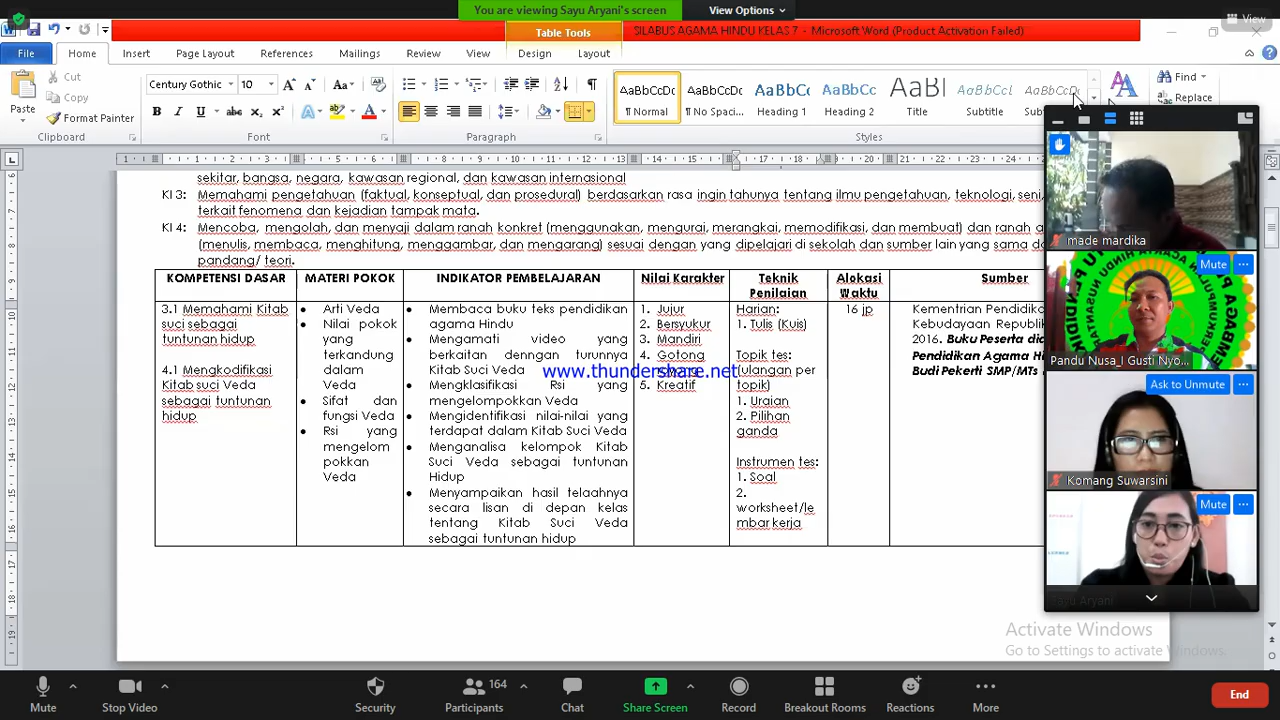 You are viewing Sayu Aryani's screen
View Options
View
Table Tools
SILABUS AGAMA HINDU KELAS 7 - Microsoft Word (Product Activation Failed)
File
Home
Insert
Page Layout
References
Mailings
Review
View
Design
Layout
Paste
Cut
Copy
Format Painter
Clipboard
Century Gothic
10
Font
Paragraph
¶ Normal
¶ No Spaci...
Heading 1
Heading 2
Title
Subtitle
Styles
Find
Replace
sekitar, bangsa, negara, kawasan regional, dan kawasan internasional
KI 3: Memahami pengetahuan (faktual, konseptual, dan prosedural) berdasarkan rasa ingin tahunya tentang ilmu pengetahuan, teknologi, seni,
terkait fenomena dan kejadian tampak mata.
KI 4: Mencoba, mengolah, dan menyaji dalam ranah konkret (menggunakan, mengurai, merangkai, memodifikasi, dan membuat) dan ranah a
(menulis, membaca, menghitung, menggambar, dan mengarang) sesuai dengan yang dipelajari di sekolah dan sumber lain yang sama da
pandang/ teori.
KOMPETENSI DASAR
MATERI POKOK
INDIKATOR PEMBELAJARAN
Nilai Karakter
Teknik
Penilaian
Alokasi
Waktu
Sumber
3.1 Memahami Kitab
suci sebagai
tuntunan hidup
4.1 Mengkodifikasi
Kitab suci Veda
sebagai tuntunan
hidup
• Arti Veda
• Nilai pokok
yang
terkandung
dalam
Veda
• Sifat dan
fungsi Veda
• Rsi yang
mengelom
pokkan
Veda
• Membaca buku teks pendidikan
agama Hindu
• Mengamati video yang
berkaitan denngan turunnya
Kitab Suci Veda
• Mengklasifikasi Rsi yang
mengelompokkan Veda
• Mengidentifikasi nilai-nilai yang
terdapat dalam Kitab Suci Veda
• Menganalisa kelompok Kitab
Suci Veda sebagai tuntunan
Hidup
• Menyampaikan hasil telaahnya
secara lisan di depan kelas
tentang Kitab Suci Veda
sebagai tuntunan hidup
1. Jujur
2. Bersyukur
3. Mandiri
4. Gotong
5. Kreatif
Harian:
1. Tulis (Kuis)
Topik tes:
(ulangan per
topik)
1. Uraian
2. Pilihan
ganda
Instrumen tes:
1. Soal
2.
worksheet/le
mbar kerja
16 jp
Kementrian Pendidika
Kebudayaan Republik
2016. Buku Peserta did
Pendidikan Agama Hi
Budi Pekerti SMP/MTs
www.thundershare.net
made mardika
Mute
Pandu Nusa_I Gusti Nyo...
Ask to Unmute
Komang Suwarsini
Mute
Sayu Aryani
Activate Windows
Go to Settings to activate Windows.
Mute
Stop Video
Security
164
Participants
Chat
Share Screen
Record
Breakout Rooms
Reactions
More
End